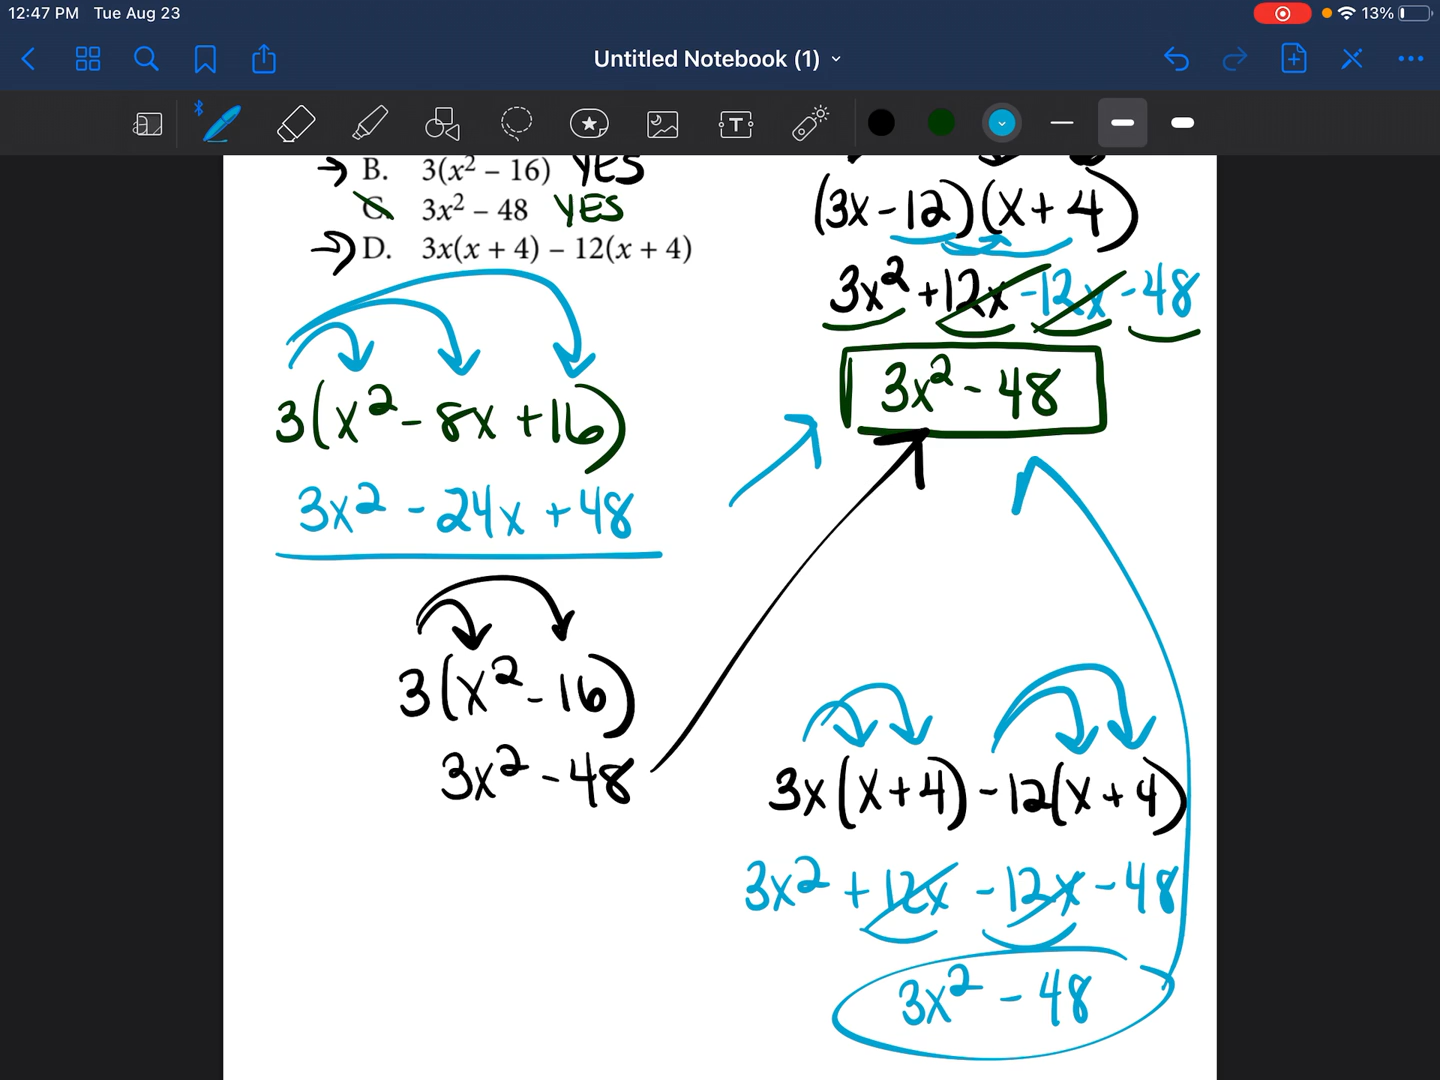 12:47 PM Tue Aug 23
13%
Untitled Notebook (1)
B. 3(x² – 16) YES
C. 3x² – 48 YES
D. 3x(x + 4) – 12(x + 4)
3(x² - 8x + 16)
3x² - 24x + 48
3(x² - 16)
3x² - 48
(3x - 12)(x + 4)
3x² + 12x - 12x - 48
3x² - 48
3x(x + 4) - 12(x + 4)
3x² + 12x - 12x - 48
3x² - 48